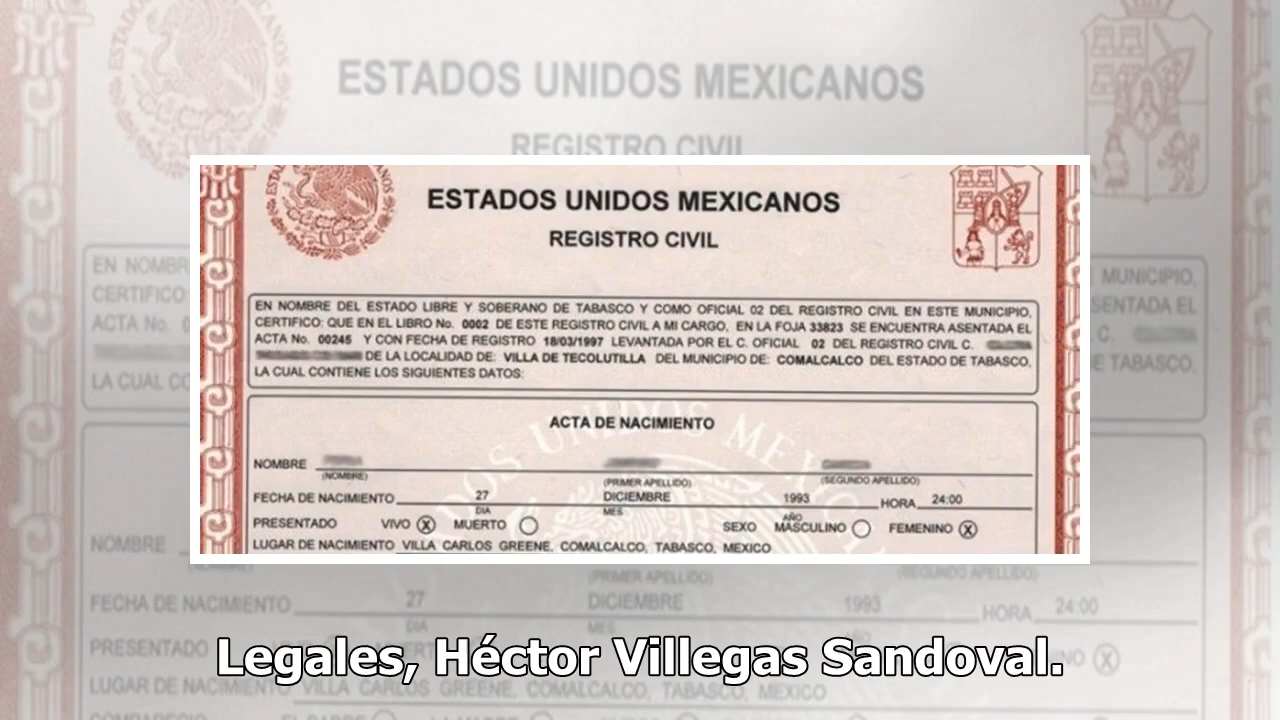 ESTADOS UNIDOS MEXICANOS
REGISTRO CIVIL
EN NOMBRE DEL ESTADO LIBRE Y SOBERANO DE TABASCO Y COMO OFICIAL 02 DEL REGISTRO CIVIL EN ESTE MUNICIPIO,
CERTIFICO: QUE EN EL LIBRO No. 0002 DE ESTE REGISTRO CIVIL A MI CARGO, EN LA FOJA 33823 SE ENCUENTRA ASENTADA EL
ACTA No. 00245 Y CON FECHA DE REGISTRO 18/03/1997 LEVANTADA POR EL C. OFICIAL 02 DEL REGISTRO CIVIL C.
DE LA LOCALIDAD DE: VILLA DE TECOLUTILLA DEL MUNICIPIO DE: COMALCALCO DEL ESTADO DE TABASCO.
LA CUAL CONTIENE LOS SIGUIENTES DATOS:
ACTA DE NACIMIENTO
NOMBRE
(NOMBRE) (PRIMER APELLIDO) (SEGUNDO APELLIDO)
FECHA DE NACIMIENTO 27 DICIEMBRE 1993 HORA 24:00
DIA MES AÑO
PRESENTADO VIVO X MUERTO SEXO MASCULINO FEMENINO X
LUGAR DE NACIMIENTO VILLA CARLOS GREENE, COMALCALCO, TABASCO, MEXICO
Legales, Héctor Villegas Sandoval.